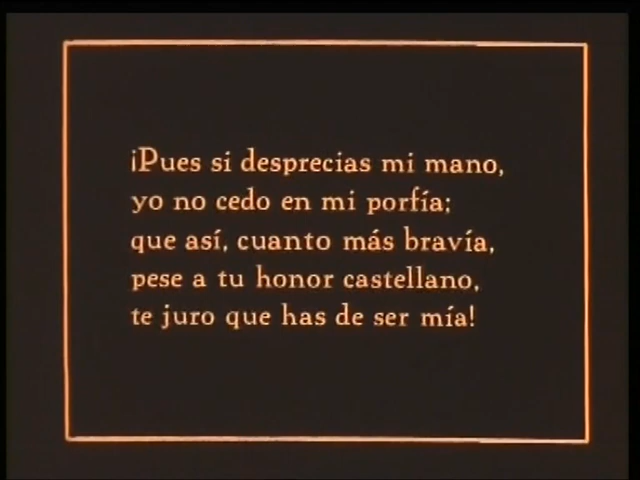 ¡Pues si desprecias mi mano,
yo no cedo en mi porfía;
que así, cuanto más bravía,
pese a tu honor castellano,
te juro que has de ser mía!